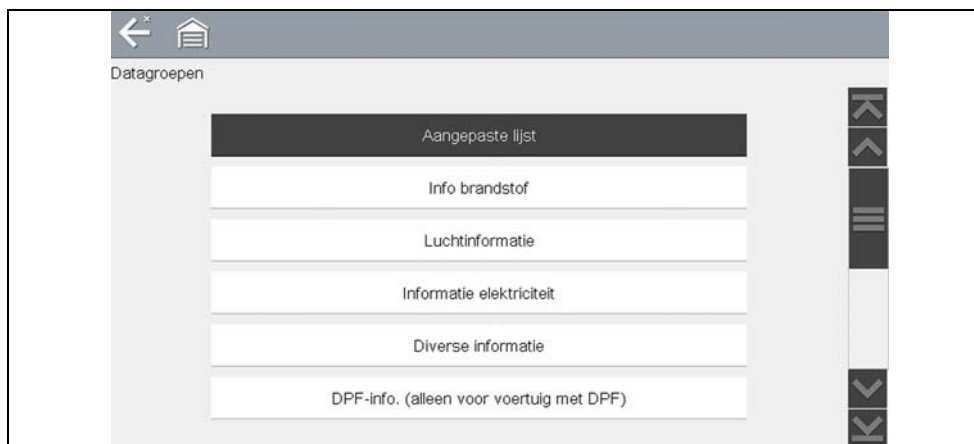 Datagroepen
Aangepaste lijst
Info brandstof
Luchtinformatie
Informatie elektriciteit
Diverse informatie
DPF-info. (alleen voor voertuig met DPF)